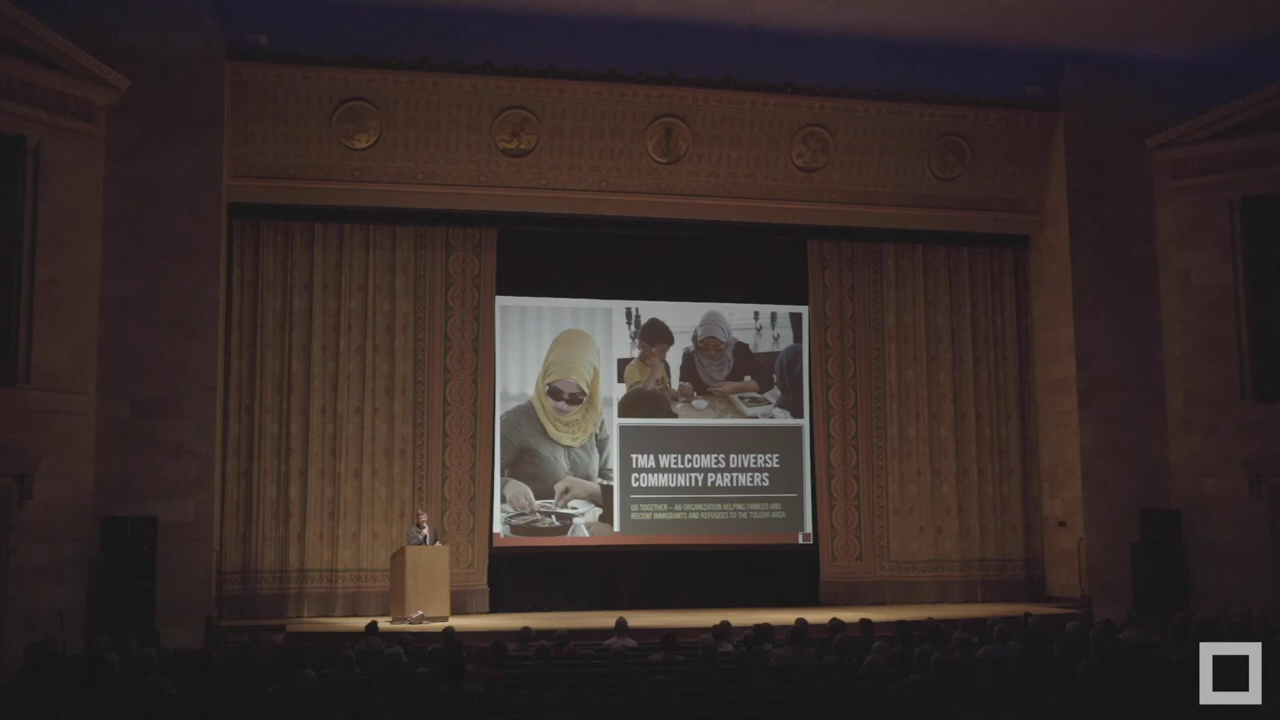 TMA WELCOMES DIVERSE
COMMUNITY PARTNERS
US TOGETHER – AN ORGANIZATION HELPING FAMILIES AND
RECENT IMMIGRANTS AND REFUGEES TO THE TOLEDO AREA